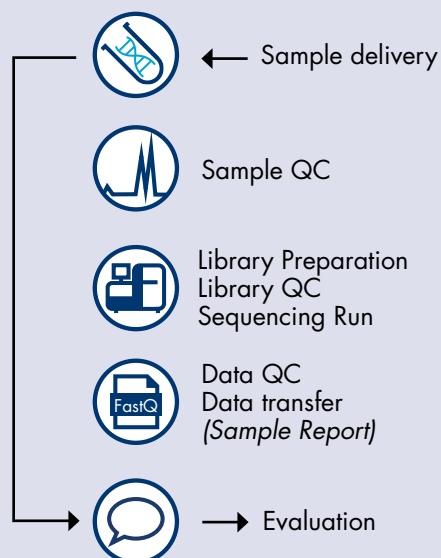 Sample delivery
Sample QC
Library Preparation
Library QC
Sequencing Run
Data QC
Data transfer
(Sample Report)
FastQ
Evaluation